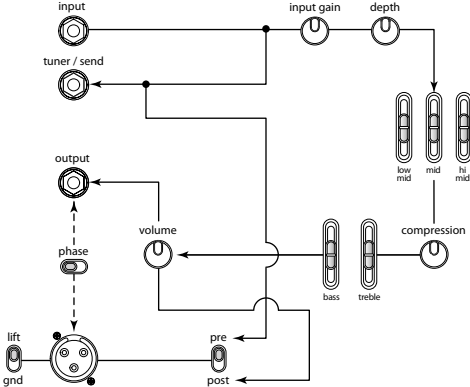 input
input gain
depth
tuner / send
low
mid
mid
hi
mid
output
volume
compression
phase
bass
treble
lift
pre
gnd
post